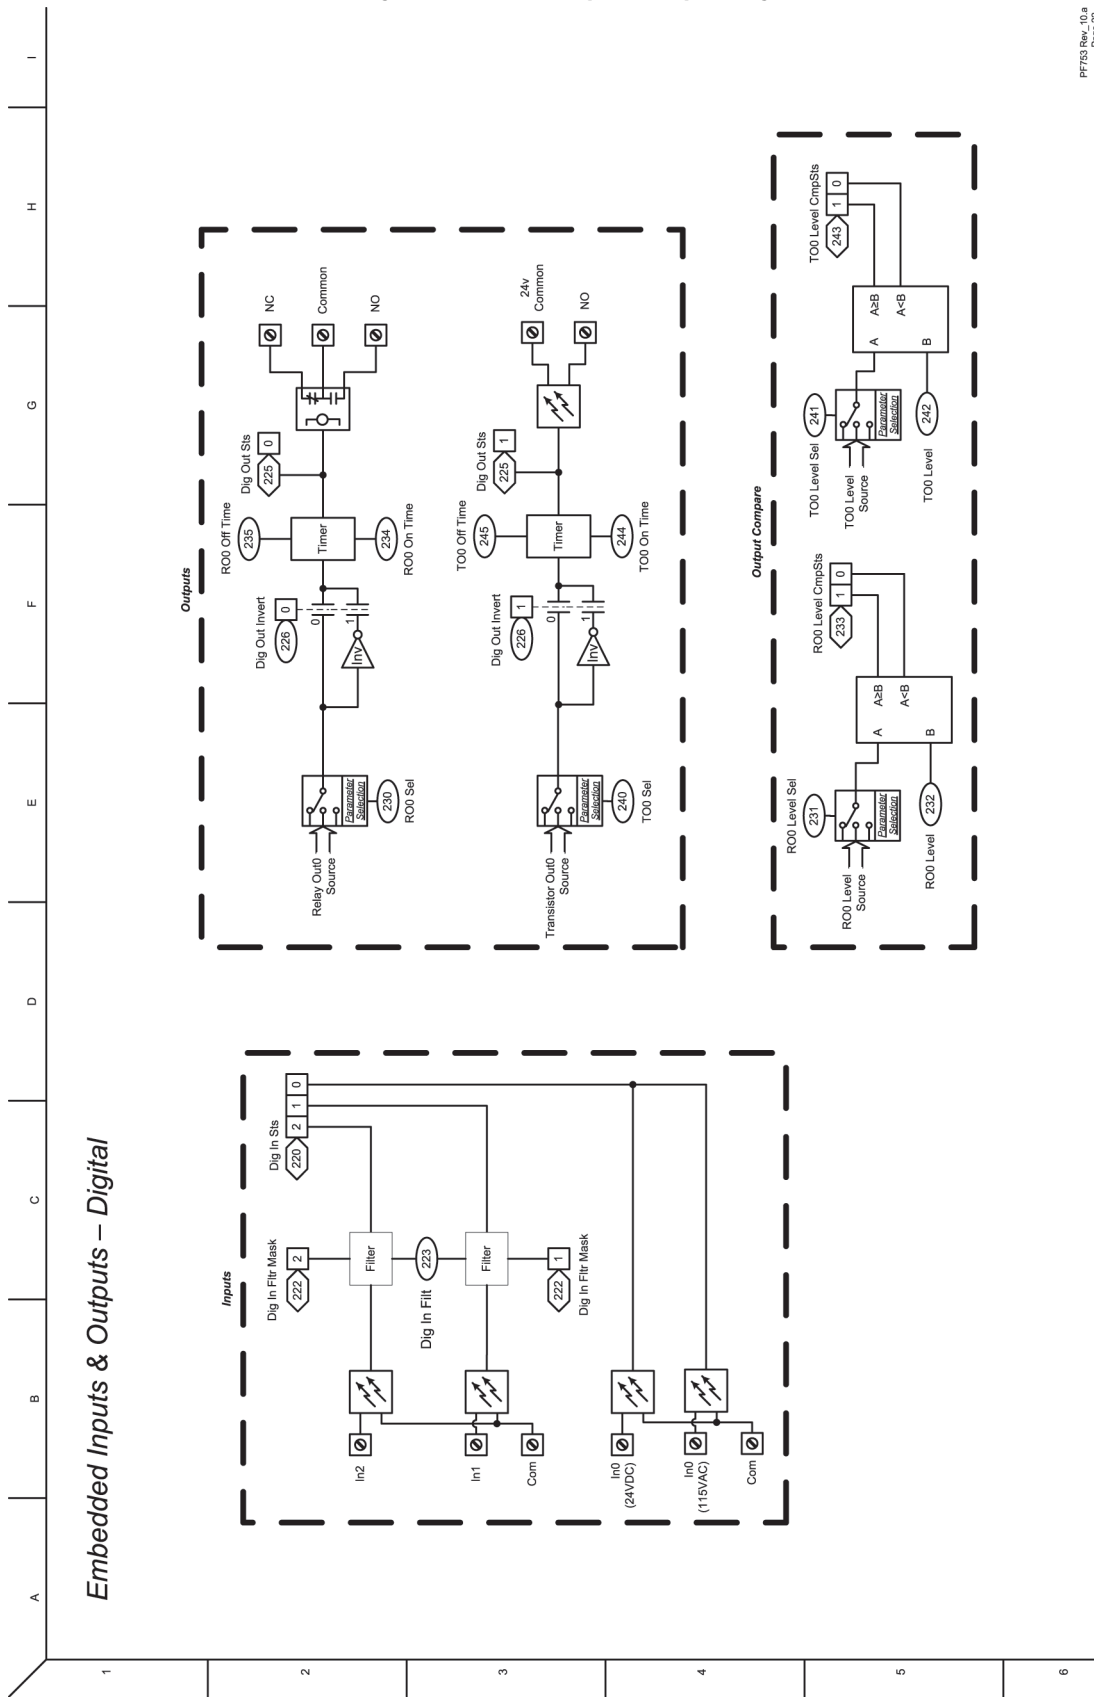 PF753 Rev_10.a
A
B
C
D
E
F
G
H
I
1
2
3
4
5
6
Embedded Inputs & Outputs – Digital
Inputs
Dig In Fltr Mask
222
2
Dig In Sts
220
2
1
0
In2
Filter
Dig In Filt
223
In1
Filter
Com
222
1
Dig In Fltr Mask
In0
(24VDC)
In0
(115VAC)
Com
Outputs
Relay Out0
Source
Parameter
Selection
230
RO0 Sel
Inv
Dig Out Invert
226
0
0
1
RO0 Off Time
235
Timer
234
RO0 On Time
Dig Out Sts
225
0
NC
Common
NO
Transistor Out0
Source
Parameter
Selection
240
TO0 Sel
Inv
Dig Out Invert
226
1
0
1
TO0 Off Time
245
Timer
244
TO0 On Time
Dig Out Sts
225
1
24v
Common
NO
Output Compare
RO0 Level Sel
231
RO0 Level
Source
Parameter
Selection
232
RO0 Level
A
B
A≥B
A<B
RO0 Level CmpSts
233
1
0
TO0 Level Sel
241
TO0 Level
Source
Parameter
Selection
242
TO0 Level
A
B
A≥B
A<B
TO0 Level CmpSts
243
1
0